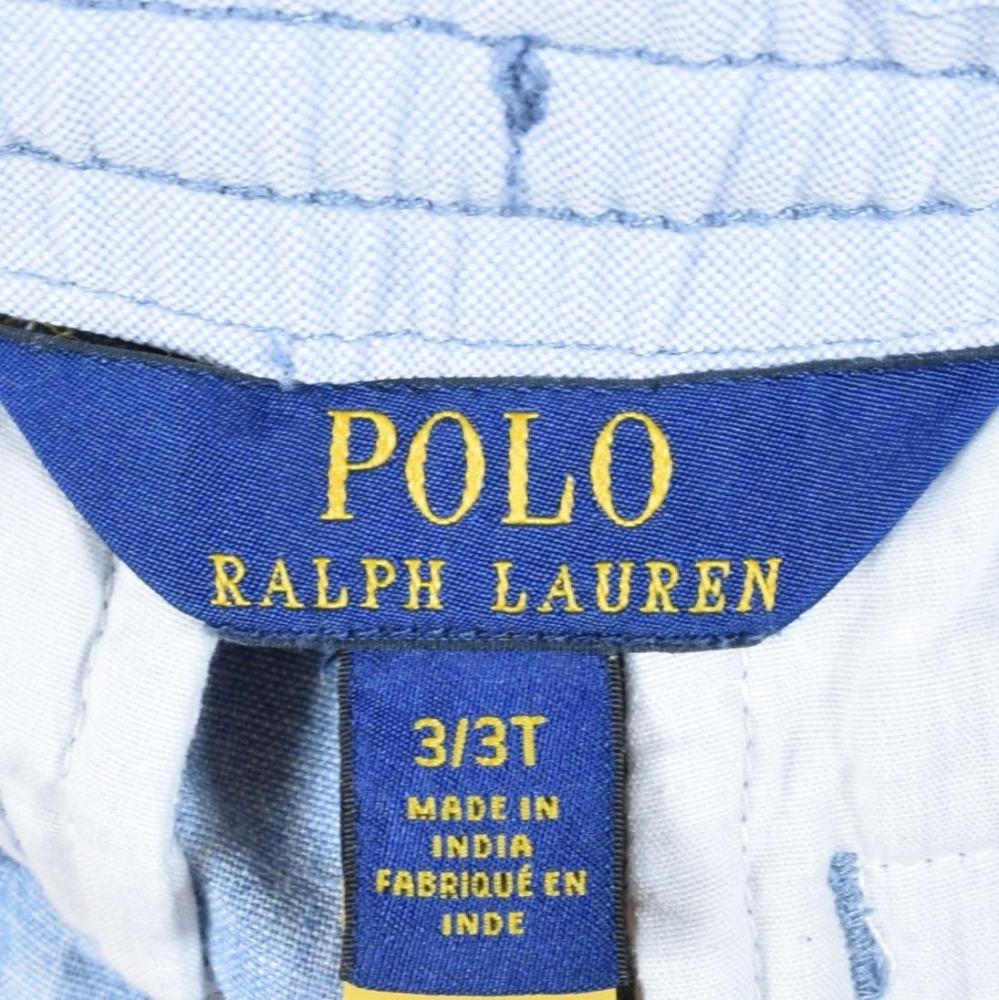 POLO
RALPH LAUREN
3/3T
MADE IN
INDIA
FABRIQUÉ EN
INDE